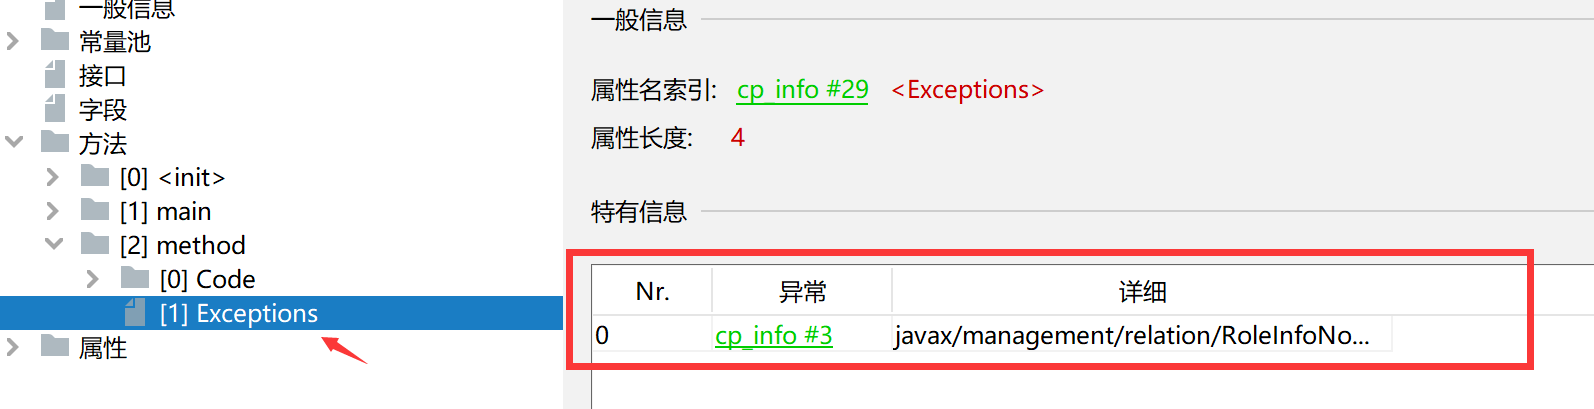 一般信息
常量池
接口
字段
方法
[0] <init>
[1] main
[2] method
[0] Code
[1] Exceptions
属性
一般信息
属性名索引: cp_info #29 <Exceptions>
属性长度: 4
特有信息
Nr. 异常 详细
0 cp_info #3 javax/management/relation/RoleInfoNo...